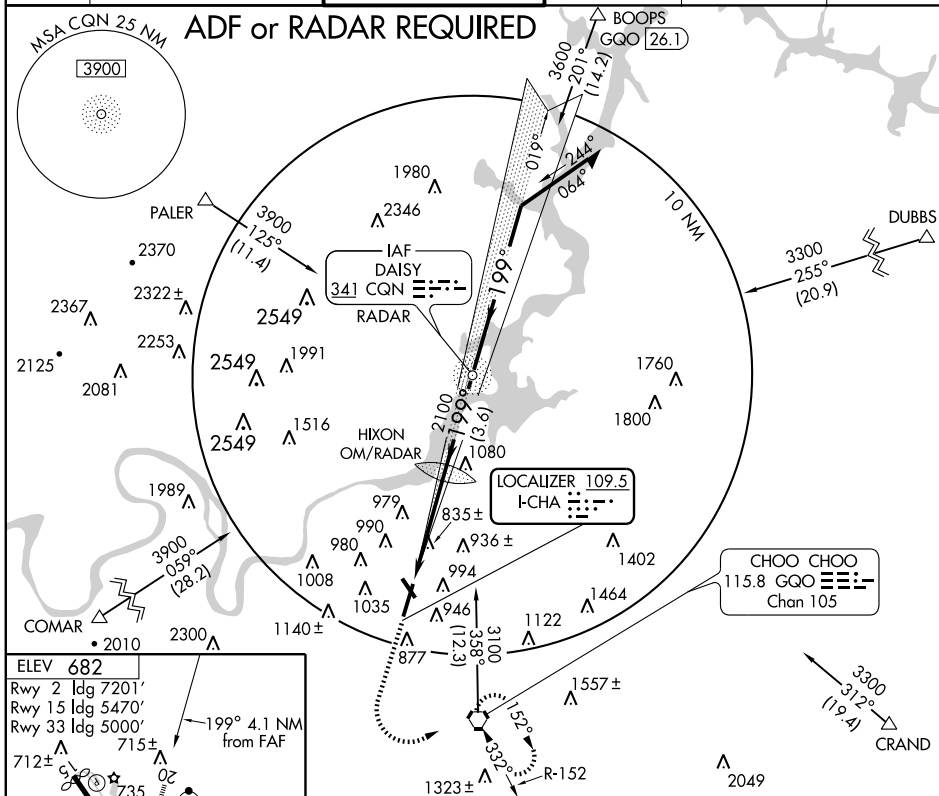 ADF or RADAR REQUIRED
MSA CQN 25 NM
3900
BOOPS
GQO 26.1
3600
201°
(14.2)
019°
244°
064°
10 NM
1980
2346
PALER
3900
125°
(11.4)
DUBBS
3300
255°
(20.9)
IAF
DAISY
341 CQN
RADAR
199°
2370
2367
2322±
2549
2253
2125
2081
2549
1991
2549
1516
1760
1800
2100
199°
(3.6)
HIXON
OM/RADAR
1080
LOCALIZER 109.5
I-CHA
1989
979
835±
990
936±
980
1402
1008
994
1035
1464
946
1140±
1122
877
3900
059°
(28.2)
COMAR
2010
2300
CHOO CHOO
115.8 GQO
Chan 105
3100
358°
(12.3)
1557±
152°
332°
R-152
1323±
3300
312°
(19.4)
CRAND
2049
ELEV 682
Rwy 2 ldg 7201'
Rwy 15 ldg 5470'
Rwy 33 ldg 5000'
199° 4.1 NM
from FAF
712±
715±
15
20
735